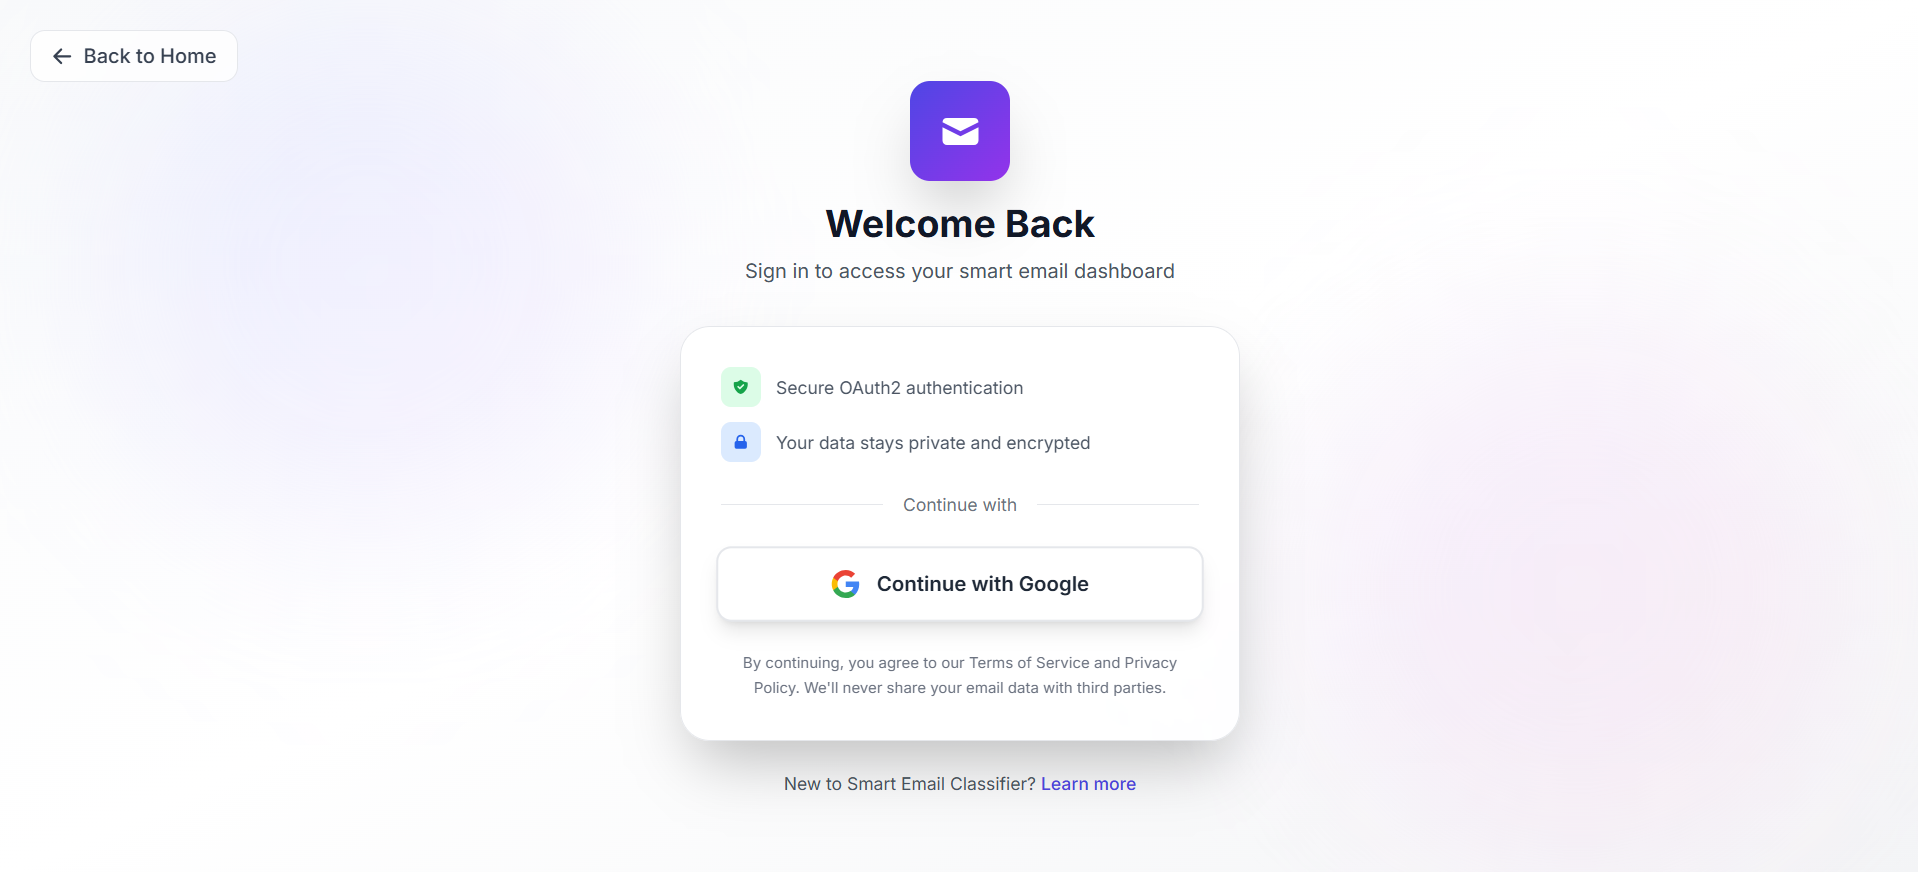 Back to Home
Welcome Back
Sign in to access your smart email dashboard
Secure OAuth2 authentication
Your data stays private and encrypted
Continue with
Continue with Google
By continuing, you agree to our Terms of Service and Privacy
Policy. We'll never share your email data with third parties.
New to Smart Email Classifier? Learn more